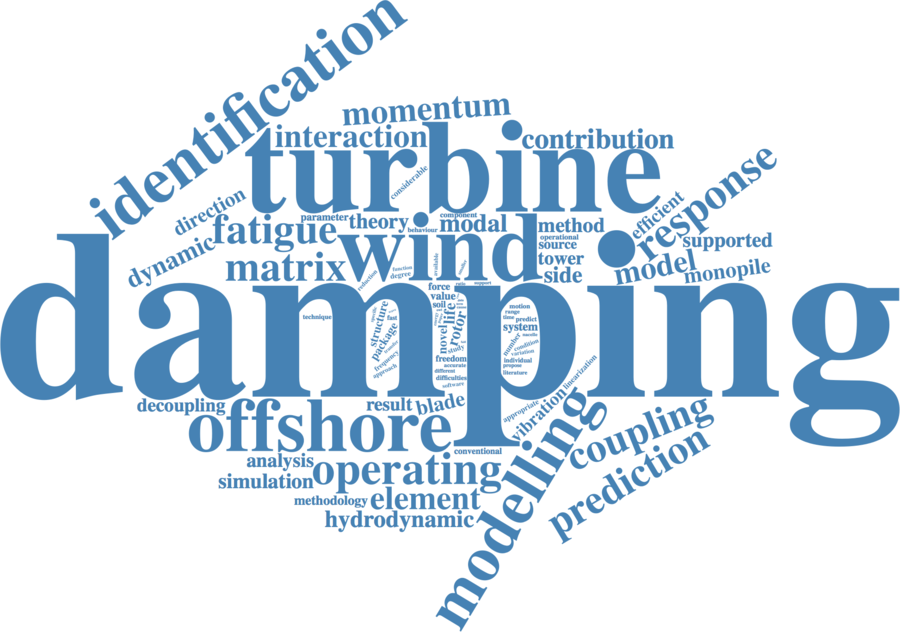 identification
momentum
interaction
contribution
turbine
considerable
response
efficient
direction
parameter
theory
behaviour
component
modal
method
fatigue
wind
operational
source
supported
dynamic
matrix
tower
side
model
monopile
reduction
function
degree
available
support
damping
technique
structure
package
fast
frequency
approach
force
value
soil
life
novel
rotor
study
freedom
accurate
different
difficulties
software
motion
range
time
predict
system
number
condition
variation
individual
propose
literature
linearization
decoupling
offshore
result
blade
appropriate
vibration
conventional
coupling
analysis
simulation
operating
modelling
prediction
methodology
element
hydrodynamic